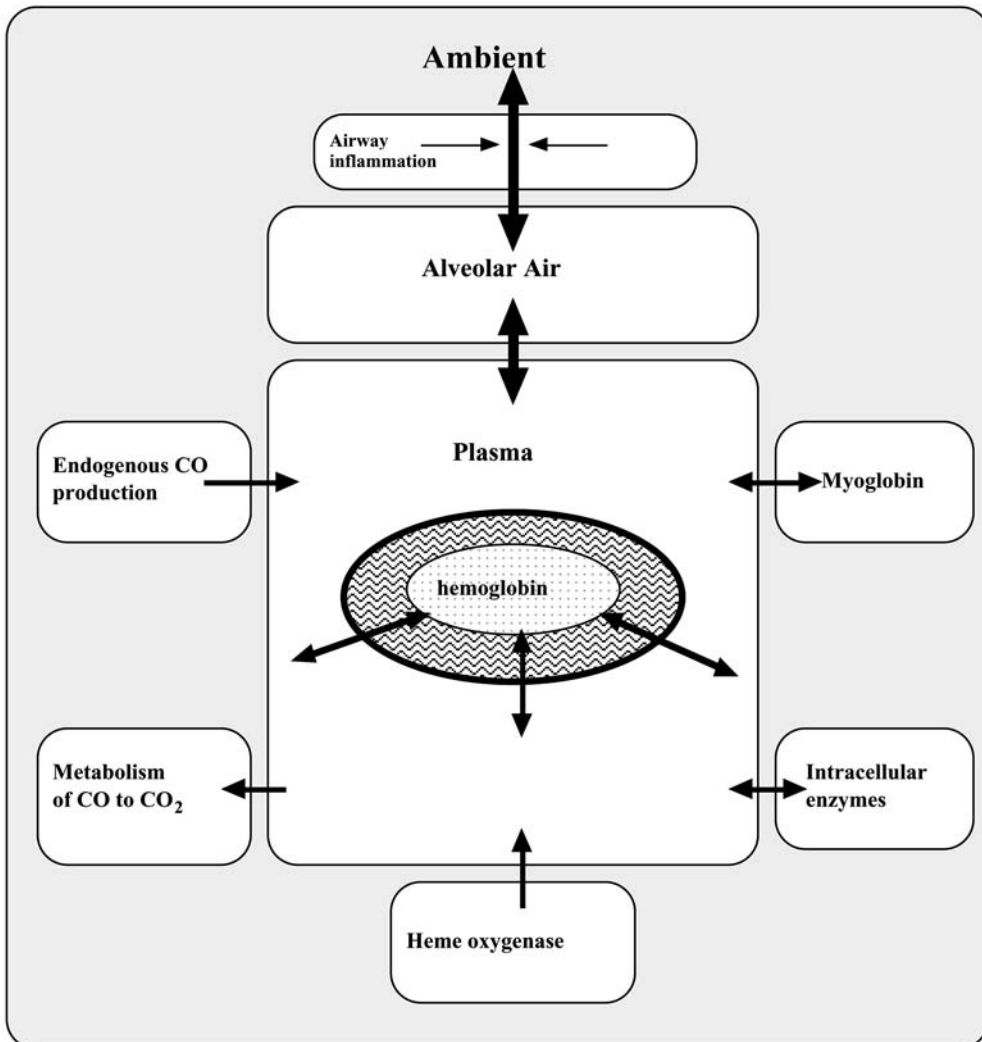 Ambient
Airway
inflammation
Alveolar Air
Plasma
Endogenous CO
production
Myoglobin
hemoglobin
Metabolism
of CO to CO₂
Intracellular
enzymes
Heme oxygenase